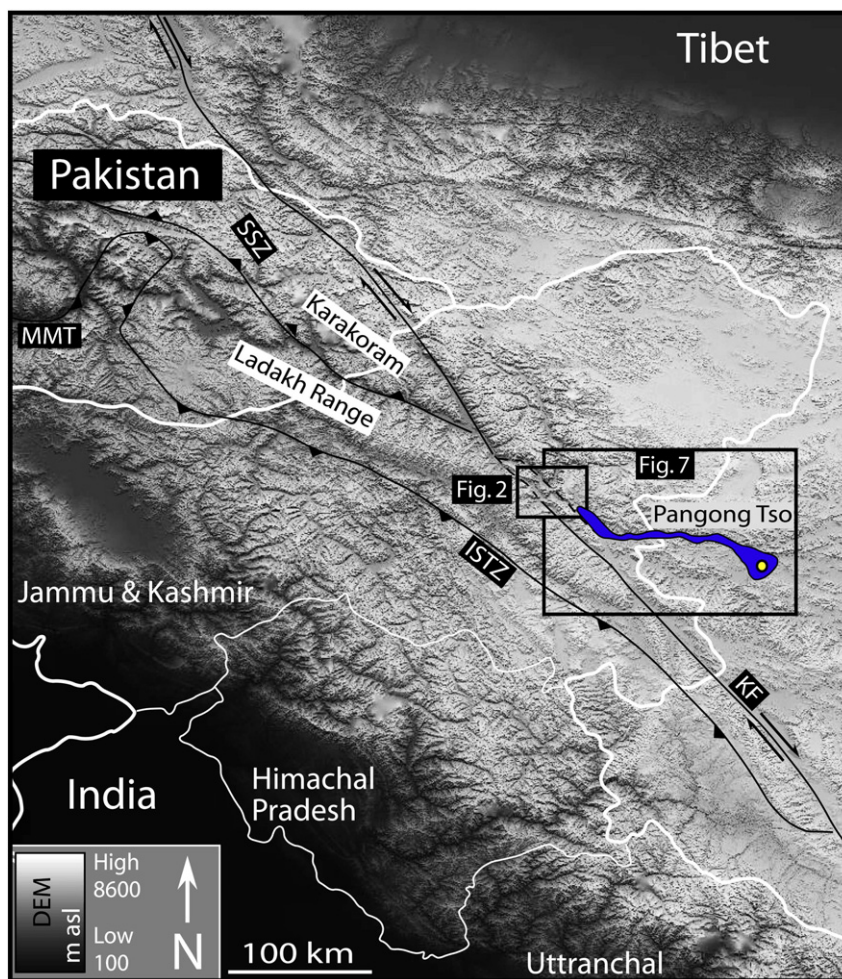 Tibet
Pakistan
SSZ
MMT
Karakoram
Ladakh Range
Fig. 7
Fig. 2
Pangong Tso
ISTZ
Jammu & Kashmir
KF
India
Himachal
Pradesh
DEM
m asl
High
8600
Low
100
N
100 km
Uttranchal